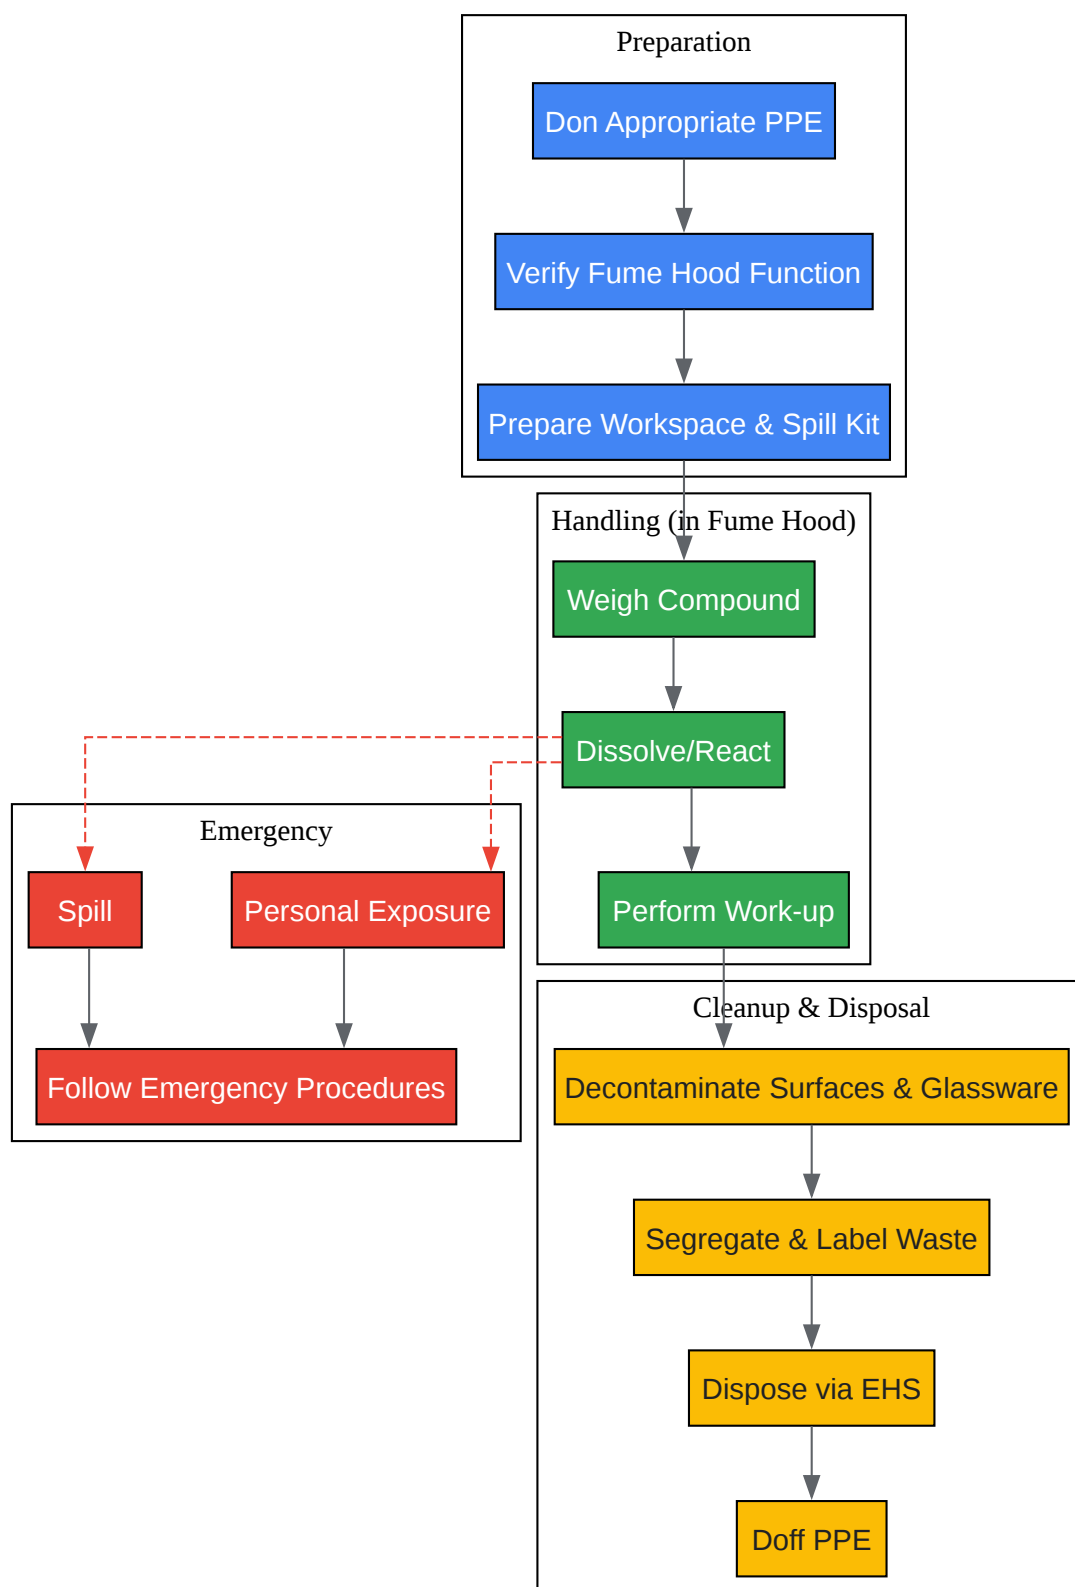 Preparation
Don Appropriate PPE
Verify Fume Hood Function
Prepare Workspace & Spill Kit
Handling (in Fume Hood)
Weigh Compound
Dissolve/React
Perform Work-up
Emergency
Spill
Personal Exposure
Follow Emergency Procedures
Cleanup & Disposal
Decontaminate Surfaces & Glassware
Segregate & Label Waste
Dispose via EHS
Doff PPE